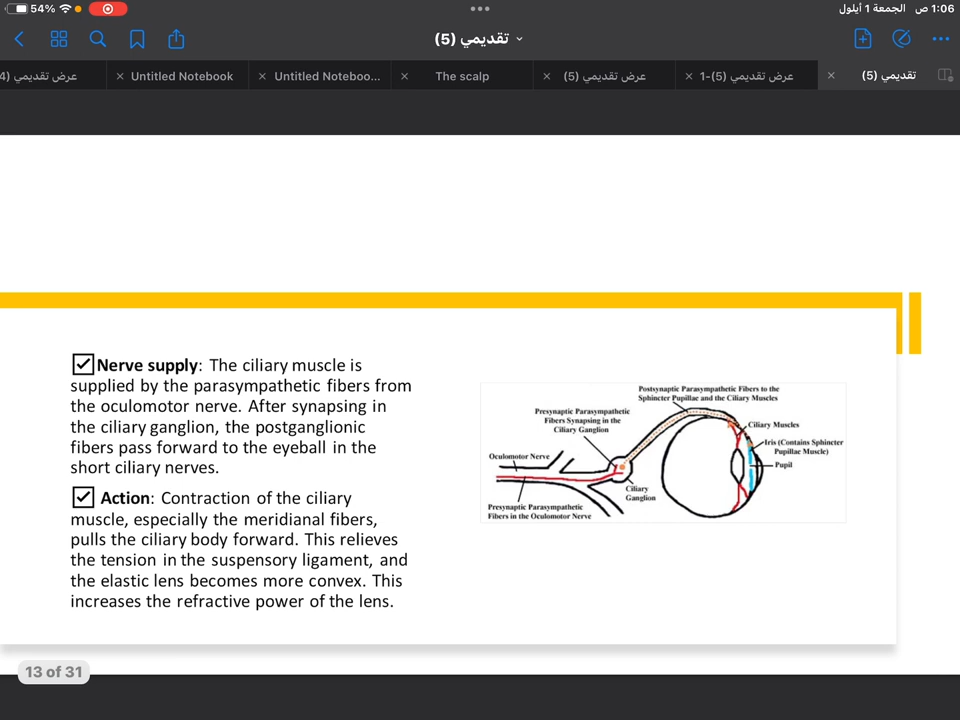 54%
1:06 ص الجمعة 1 أيلول
تقديمي (5)
عرض تقديمي (4
Untitled Notebook
Untitled Noteboo...
The scalp
عرض تقديمي (5)
عرض تقديمي (5)-1
تقديمي (5)
Nerve supply: The ciliary muscle is
supplied by the parasympathetic fibers from
the oculomotor nerve. After synapsing in
the ciliary ganglion, the postganglionic
fibers pass forward to the eyeball in the
short ciliary nerves.
Action: Contraction of the ciliary
muscle, especially the meridianal fibers,
pulls the ciliary body forward. This relieves
the tension in the suspensory ligament, and
the elastic lens becomes more convex. This
increases the refractive power of the lens.
Postsynaptic Parasympathetic Fibers to the
Sphincter Pupillae and the Ciliary Muscles
Presynaptic Parasympathetic
Fibers Synapsing in the
Ciliary Ganglion
Ciliary Muscles
Iris (Contains Sphincter
Pupillae Muscle)
Pupil
Oculomotor Nerve
Ciliary
Ganglion
Presynaptic Parasympathetic
Fibers in the Oculomotor Nerve
13 of 31